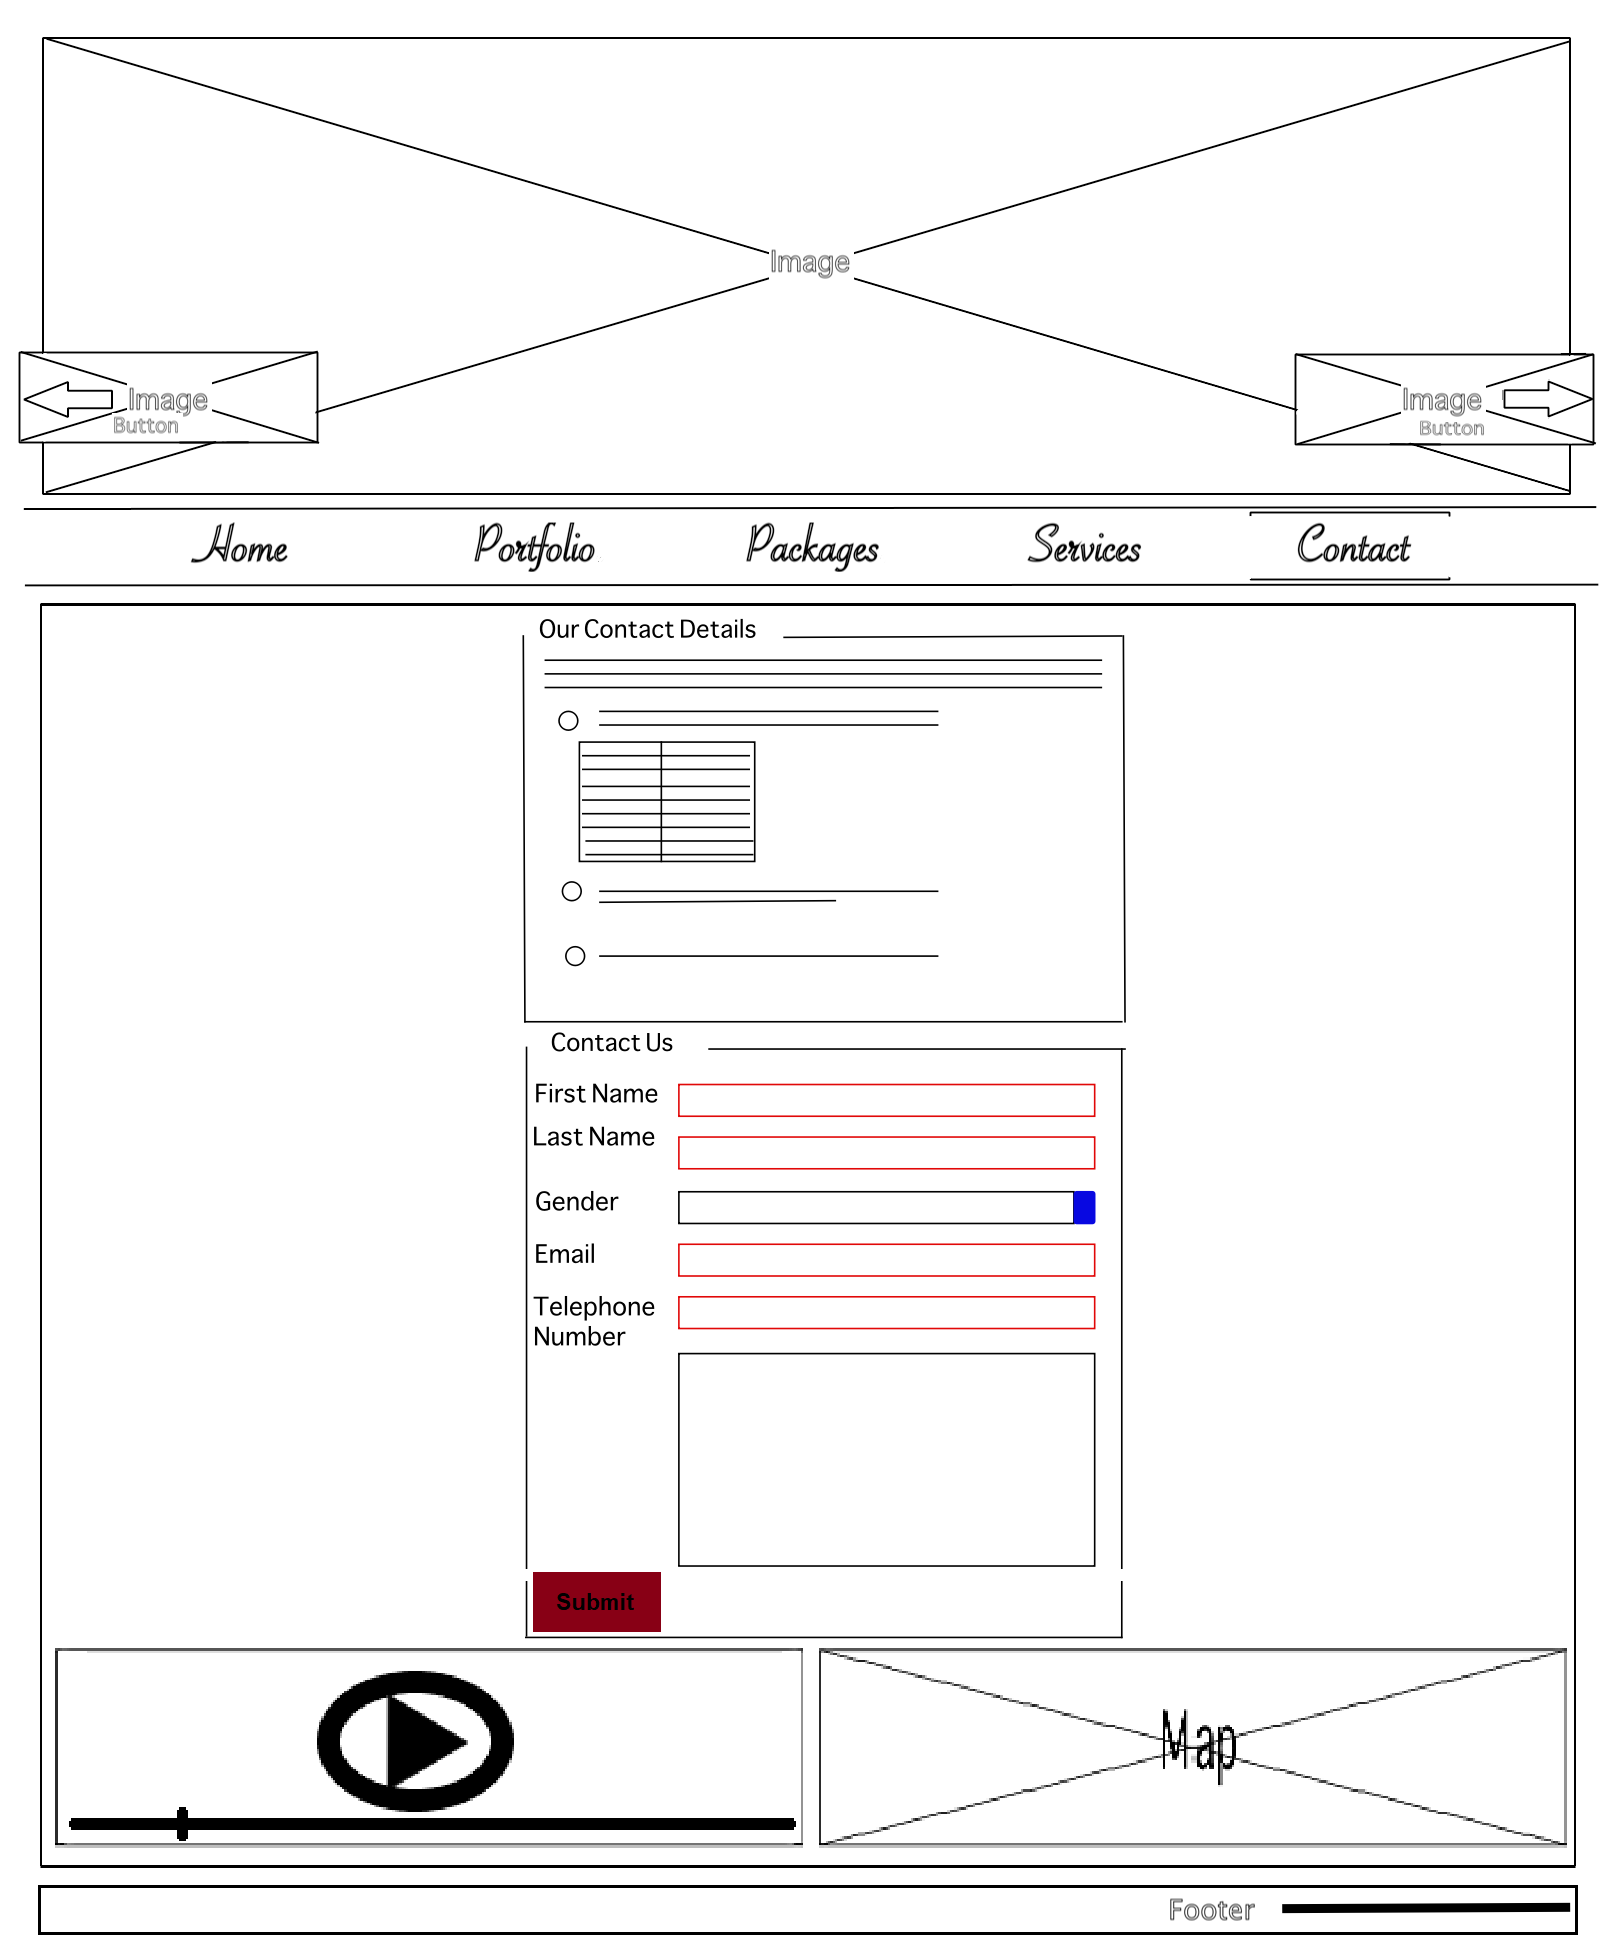 Image
Image
Button
Image
Button
Home Portfolio Packages Services Contact
Our Contact Details
Contact Us
First Name
Last Name
Gender
Email
Telephone
Number
Submit
Map
Footer